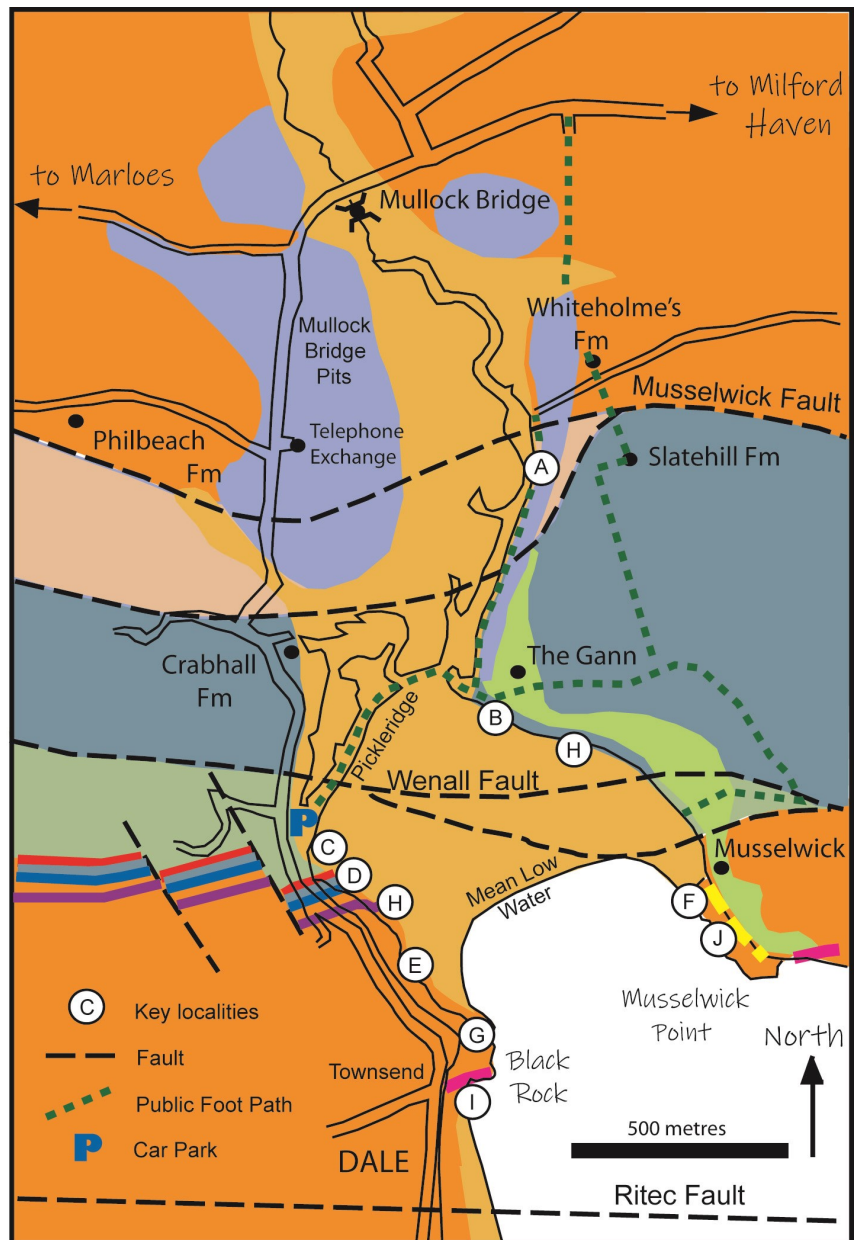 to Milford
Haven
to Marloes
Mullock Bridge
Whiteholme's
Fm
Mullock
Bridge
Pits
Musselwick Fault
Philbeach
Fm
Telephone
Exchange
A
Slatehill Fm
Crabhall
Fm
The Gann
B
H
Pickleridge
Wenall Fault
P
C
D
H
Musselwick
Mean Low
Water
F
J
E
C
Key localities
Fault
Public Foot Path
P
Car Park
Musselwick
Point
North
G
Townsend
Black
Rock
I
500 metres
DALE
Ritec Fault